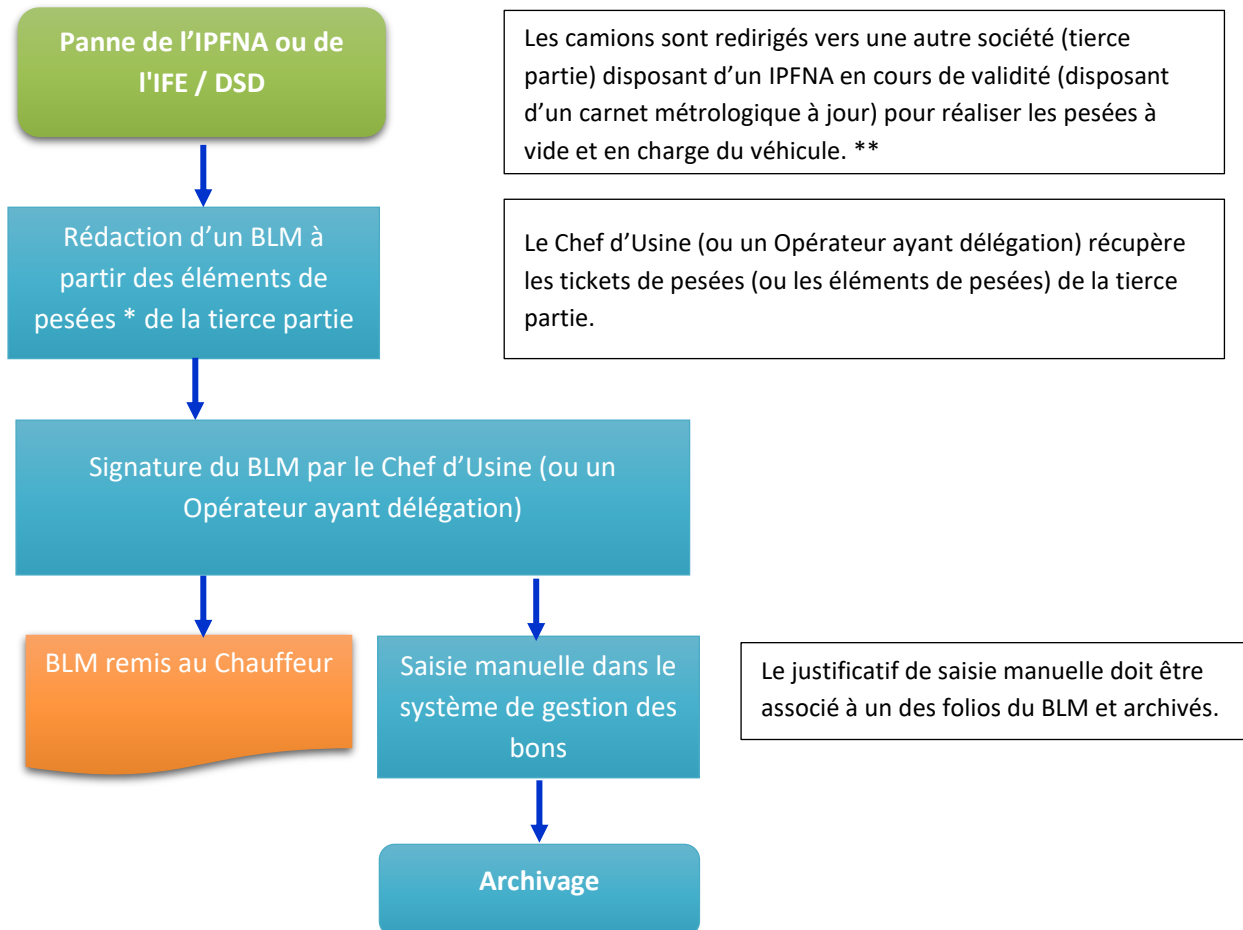 Panne de l’IPFNA ou de
l'IFE / DSD
Les camions sont redirigés vers une autre société (tierce
partie) disposant d’un IPFNA en cours de validité (disposant
d’un carnet métrologique à jour) pour réaliser les pesées à
vide et en charge du véhicule. **
Rédaction d’un BLM à
partir des éléments de
pesées * de la tierce partie
Le Chef d’Usine (ou un Opérateur ayant délégation) récupère
les tickets de pesées (ou les éléments de pesées) de la tierce
partie.
Signature du BLM par le Chef d’Usine (ou un
Opérateur ayant délégation)
BLM remis au Chauffeur
Saisie manuelle dans le
système de gestion des
bons
Le justificatif de saisie manuelle doit être
associé à un des folios du BLM et archivés.
Archivage